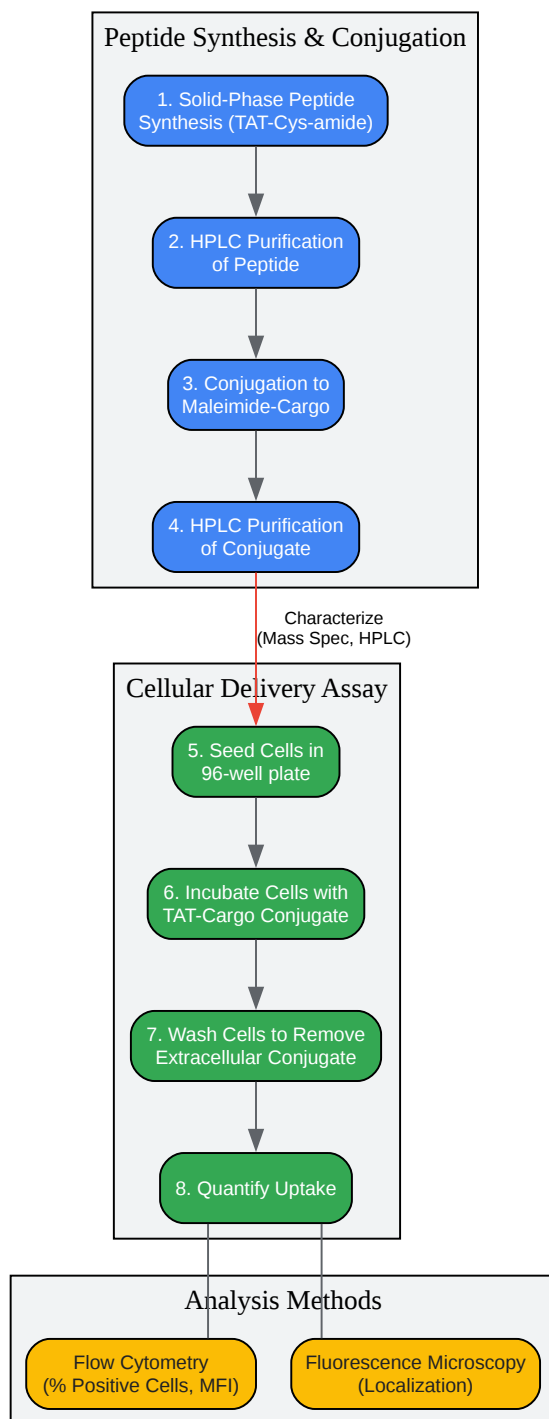 Peptide Synthesis & Conjugation
1. Solid-Phase Peptide
Synthesis (TAT-Cys-amide)
2. HPLC Purification
of Peptide
3. Conjugation to
Maleimide-Cargo
4. HPLC Purification
of Conjugate
Characterize
(Mass Spec, HPLC)
Cellular Delivery Assay
5. Seed Cells in
96-well plate
6. Incubate Cells with
TAT-Cargo Conjugate
7. Wash Cells to Remove
Extracellular Conjugate
8. Quantify Uptake
Analysis Methods
Flow Cytometry
(% Positive Cells, MFI)
Fluorescence Microscopy
(Localization)